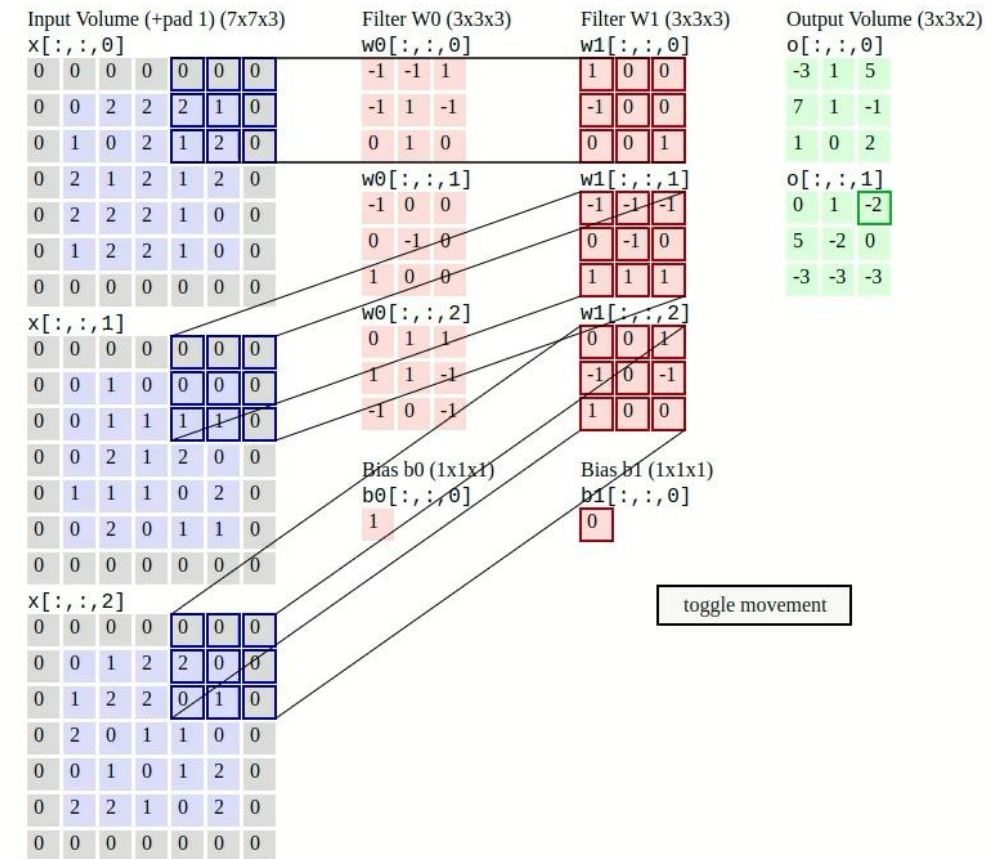 Input Volume (+pad 1) (7x7x3)
x[:,:,0]
0 0 0 0 0 0 0
0 0 2 2 2 1 0
0 1 0 2 1 2 0
0 2 1 2 1 2 0
0 2 2 2 1 0 0
0 1 2 2 1 0 0
0 0 0 0 0 0 0
x[:,:,1]
0 0 0 0 0 0 0
0 0 1 0 0 0 0
0 0 1 1 1 1 0
0 0 2 1 2 0 0
0 1 1 1 0 2 0
0 0 2 0 1 1 0
0 0 0 0 0 0 0
x[:,:,2]
0 0 0 0 0 0 0
0 0 1 2 2 0 0
0 1 2 2 0 1 0
0 2 0 1 1 0 0
0 0 1 0 1 2 0
0 2 2 1 0 2 0
0 0 0 0 0 0 0
Filter W0 (3x3x3)
w0[:,:,0]
-1 -1 1
-1 1 -1
0 1 0
w0[:,:,1]
-1 0 0
0 -1 0
1 0 0
w0[:,:,2]
0 1 1
1 1 -1
-1 0 -1
Bias b0 (1x1x1)
b0[:,:,0]
1
Filter W1 (3x3x3)
w1[:,:,0]
1 0 0
-1 0 0
0 0 1
w1[:,:,1]
-1 -1 -1
0 -1 0
1 1 1
w1[:,:,2]
0 0 1
-1 0 -1
1 0 0
Bias b1 (1x1x1)
b1[:,:,0]
0
Output Volume (3x3x2)
o[:,:,0]
-3 1 5
7 1 -1
1 0 2
o[:,:,1]
0 1 -2
5 -2 0
-3 -3 -3
toggle movement